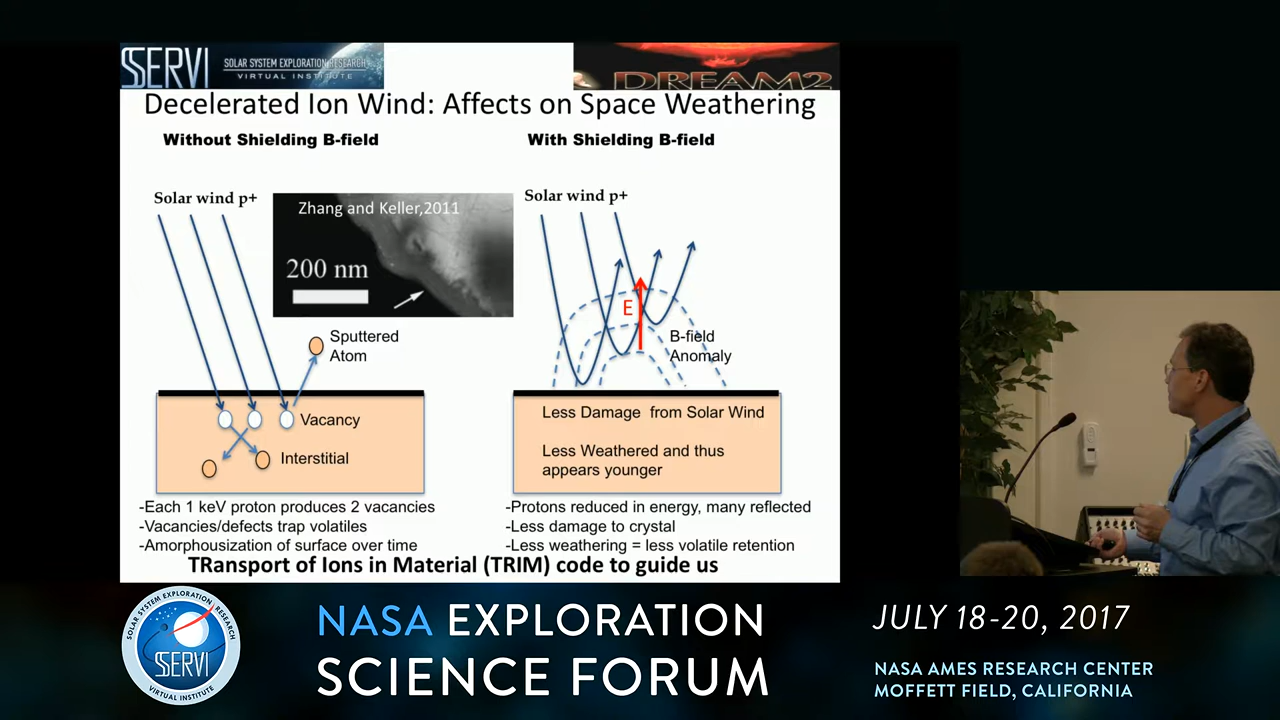 SSERVI
SOLAR SYSTEM EXPLORATION RESEARCH
VIRTUAL INSTITUTE
DREAM2
Decelerated Ion Wind: Affects on Space Weathering
Without Shielding B-field
Solar wind p+
Zhang and Keller,2011
200 nm
Sputtered
Atom
Vacancy
Interstitial
-Each 1 keV proton produces 2 vacancies
-Vacancies/defects trap volatiles
-Amorphousization of surface over time
With Shielding B-field
Solar wind p+
E
B-field
Anomaly
Less Damage from Solar Wind
Less Weathered and thus
appears younger
-Protons reduced in energy, many reflected
-Less damage to crystal
-Less weathering = less volatile retention
TRansport of Ions in Material (TRIM) code to guide us
SOLAR SYSTEM EXPLORATION RESEARCH
SSERVI
VIRTUAL INSTITUTE
NASA EXPLORATION
SCIENCE FORUM
JULY 18-20, 2017
NASA AMES RESEARCH CENTER
MOFFETT FIELD, CALIFORNIA